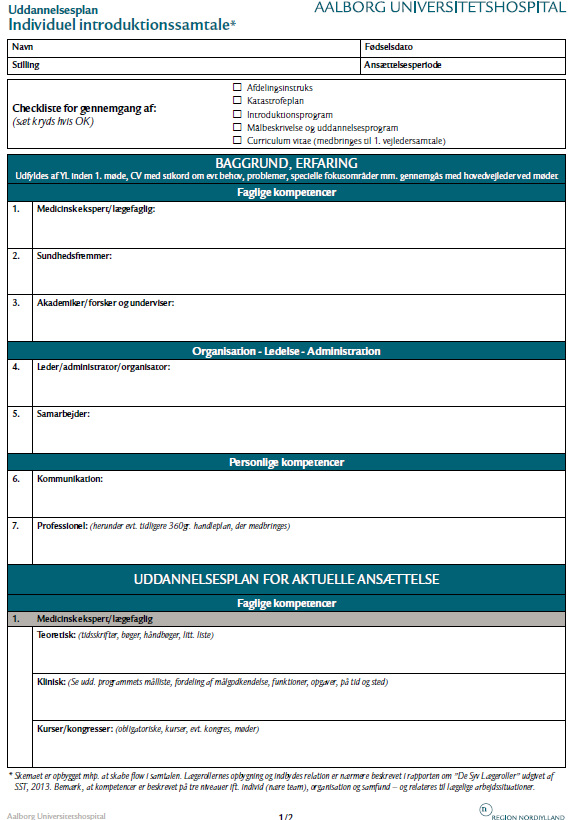 Uddannelsesplan
AALBORG UNIVERSITETSHOSPITAL
Individuel introduktionssamtale*
Navn
Fødselsdato
Stilling
Ansættelsesperiode
Checkliste for gennemgang af:
(sæt kryds hvis OK)
Afdelingsinstruks
Katastrofeplan
Introduktionsprogram
Målbeskrivelse og uddannelsesprogram
Curriculum vitae (medbringes til 1. vejledersamtale)
BAGGRUND, ERFARING
Udfyldes af YL inden 1. møde, CV med stikord om evt behov, problemer, specielle fokusområder mm. gennemgås med hovedvejleder ved mødet.
Faglige kompetencer
1. Medicinsk ekspert/lægefaglig:
2. Sundhedsfremmer:
3. Akademiker/forsker og underviser:
Organisation - Ledelse - Administration
4. Leder/administrator/organisator:
5. Samarbejder:
Personlige kompetencer
6. Kommunikation:
7. Professionel: (herunder evt. tidligere 360gr. handleplan, der medbringes)
UDDANNELSESPLAN FOR AKTUELLE ANSÆTTELSE
Faglige kompetencer
1. Medicinsk ekspert/lægefaglig
Teoretisk: (tidsskrifter, bøger, håndbøger, litt. liste)
Klinisk: (Se udd. programmets målliste, fordeling af målgodkendelse, funktioner, opgaver, på tid og sted)
Kurser/kongresser: (obligatoriske, kurser, evt. kongres, møder)
* Skemaet er opbygget mhp. at skabe flow i samtalen. Lægerollernes opbygning og indbydes relation er nærmere beskrevet i rapporten om "De Syv Lægeroller" udgivet af
SST, 2013. Bemærk, at kompetencer er beskrevet på tre niveauer ift. individ (nære team), organisation og samfund – og relateres til lægelige arbejdssituationer.
Aalborg Universitetshospital
1/2
REGION NORDJYLLAND